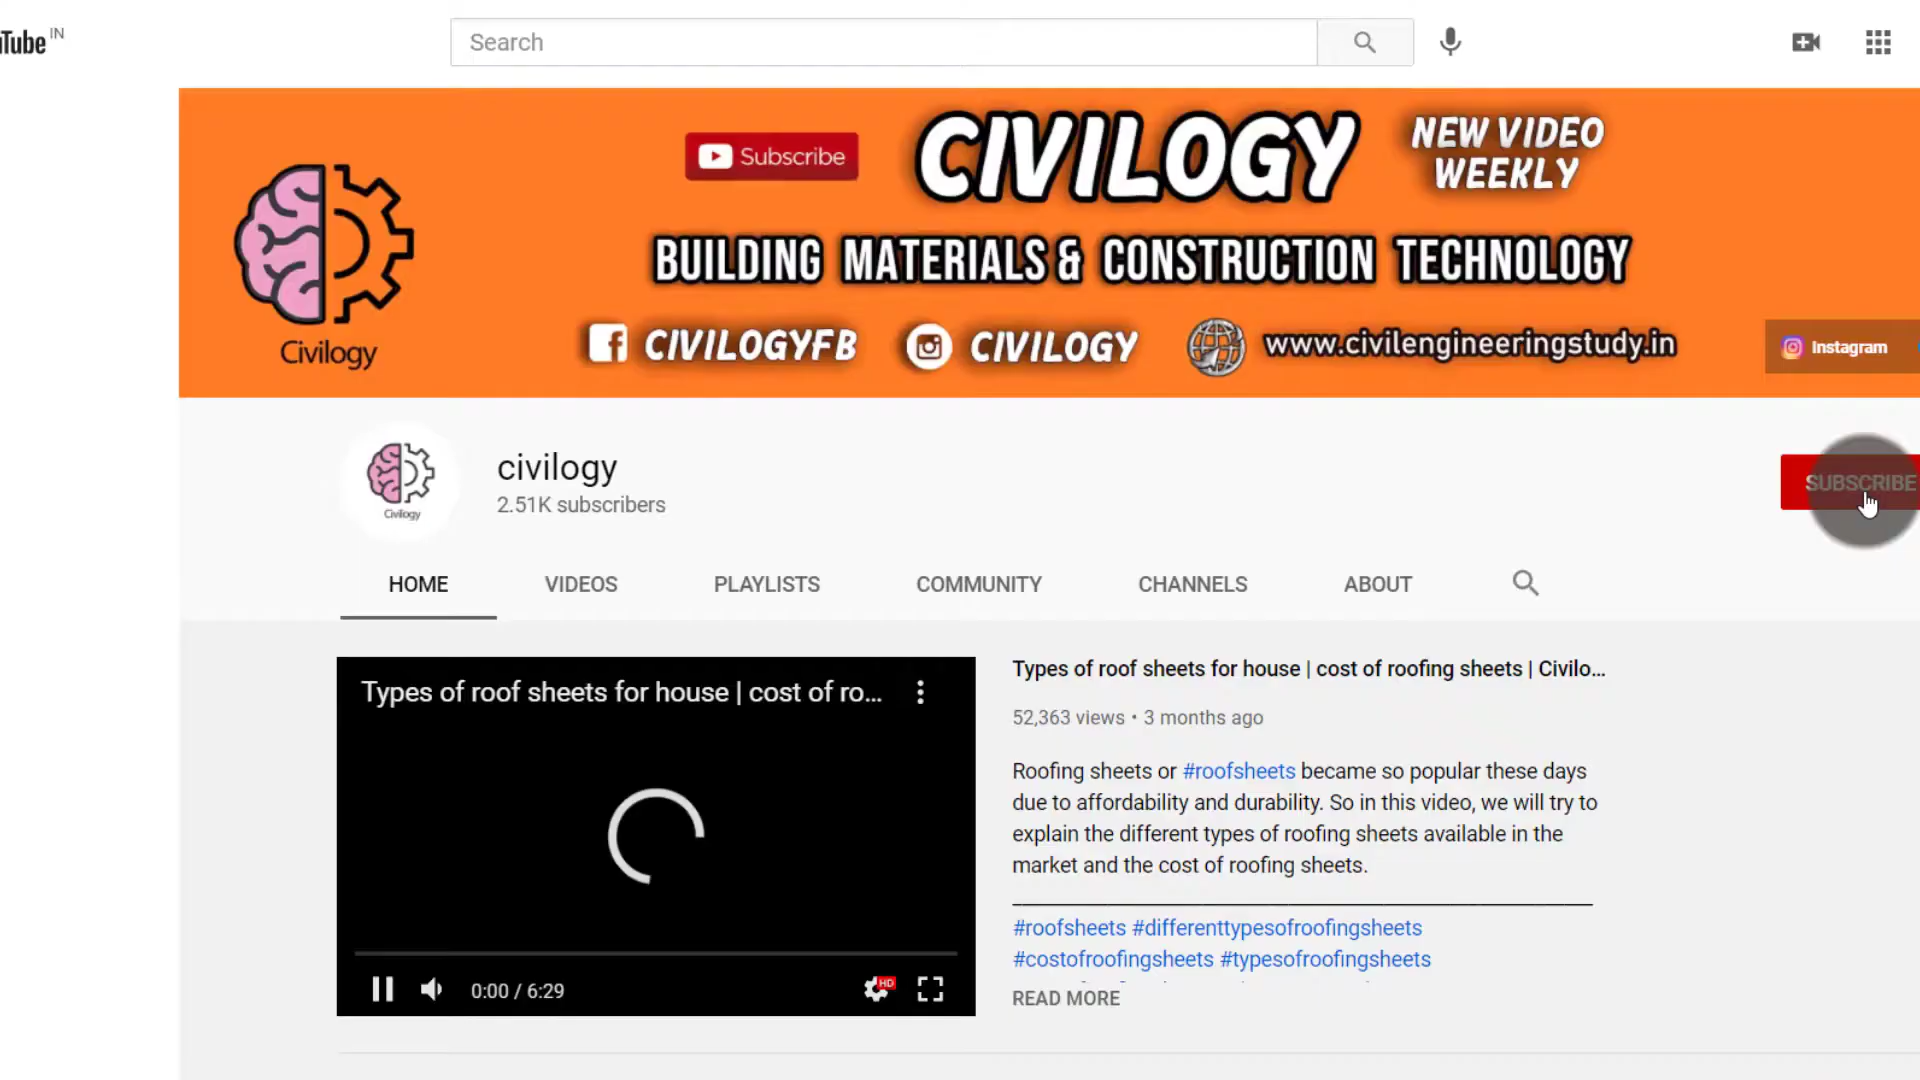 Tube IN
Search
Subscribe
CIVILOGY
NEW VIDEO
WEEKLY
BUILDING MATERIALS & CONSTRUCTION TECHNOLOGY
CIVILOGYFB
CIVILOGY
www.civilengineeringstudy.in
Instagram
Civilogy
Civilogy
civilogy
2.51K subscribers
SUBSCRIBE
HOME
VIDEOS
PLAYLISTS
COMMUNITY
CHANNELS
ABOUT
Types of roof sheets for house | cost of ro...
HD
0:00 / 6:29
Types of roof sheets for house | cost of roofing sheets | Civilo...
52,363 views • 3 months ago
Roofing sheets or #roofsheets became so popular these days
due to affordability and durability. So in this video, we will try to
explain the different types of roofing sheets available in the
market and the cost of roofing sheets.
#roofsheets #differenttypesofroofingsheets
#costofroofingsheets #typesofroofingsheets
READ MORE